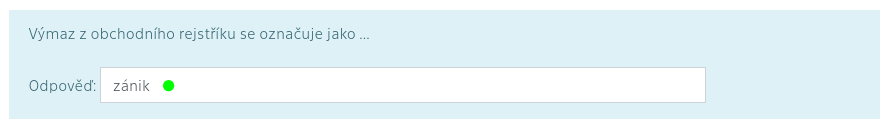 Výmaz z obchodního rejstříku se označuje jako ...
Odpověď: zánik